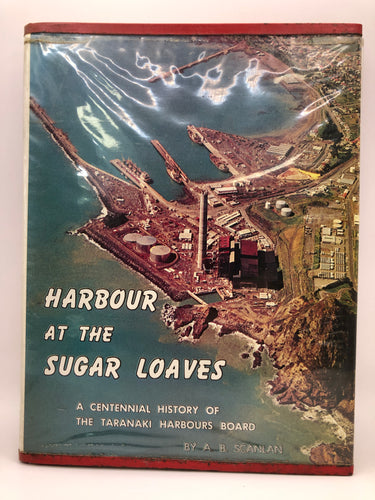 HARBOUR
AT THE
SUGAR LOAVES
A CENTENNIAL HISTORY OF
THE TARANAKI HARBOURS BOARD
BY A. B. SCANLAN